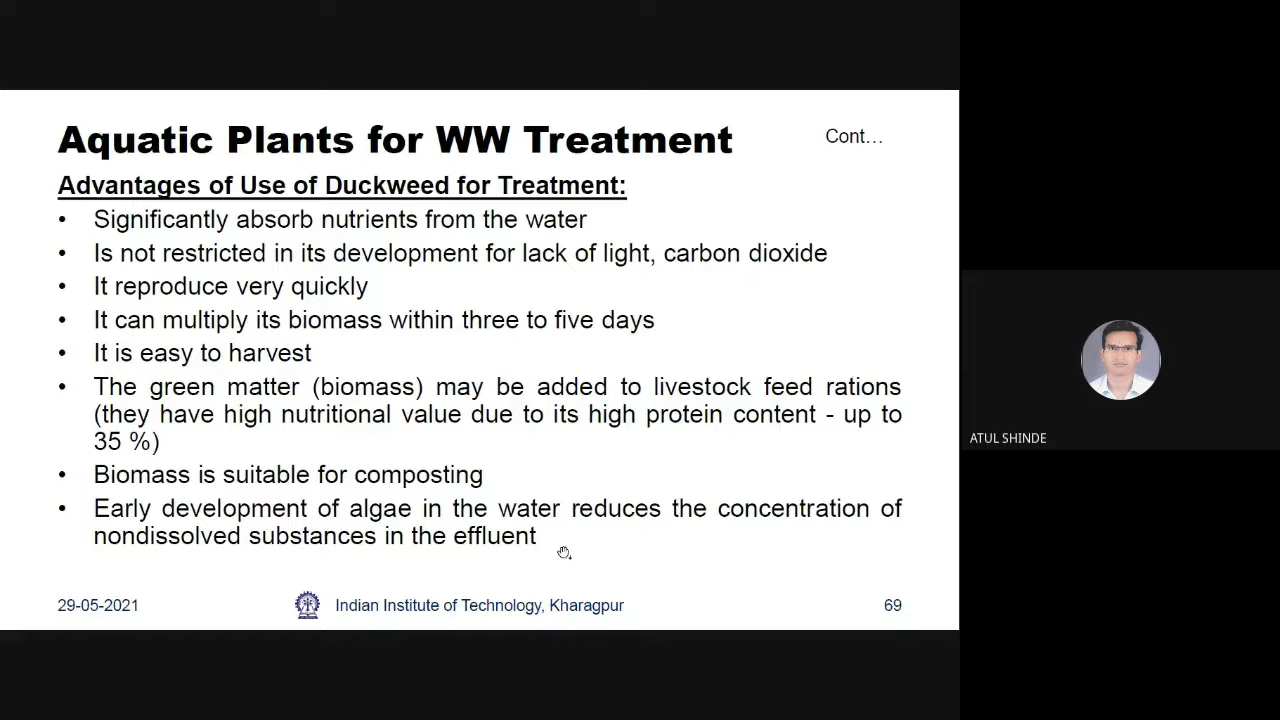 Aquatic Plants for WW Treatment
Cont...
Advantages of Use of Duckweed for Treatment:
• Significantly absorb nutrients from the water
• Is not restricted in its development for lack of light, carbon dioxide
• It reproduce very quickly
• It can multiply its biomass within three to five days
• It is easy to harvest
• The green matter (biomass) may be added to livestock feed rations
(they have high nutritional value due to its high protein content - up to
35 %)
• Biomass is suitable for composting
• Early development of algae in the water reduces the concentration of
nondissolved substances in the effluent
29-05-2021
Indian Institute of Technology, Kharagpur
69
ATUL SHINDE